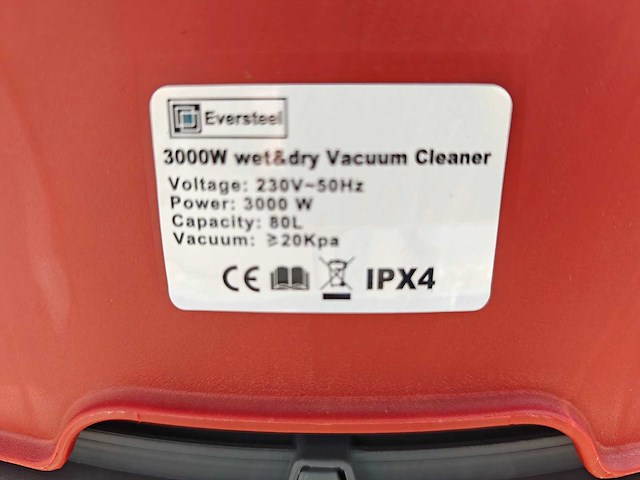 Eversteel
3000W wet&dry Vacuum Cleaner
Voltage: 230V~50Hz
Power: 3000 W
Capacity: 80L
Vacuum: ≥20Kpa
CE IPX4